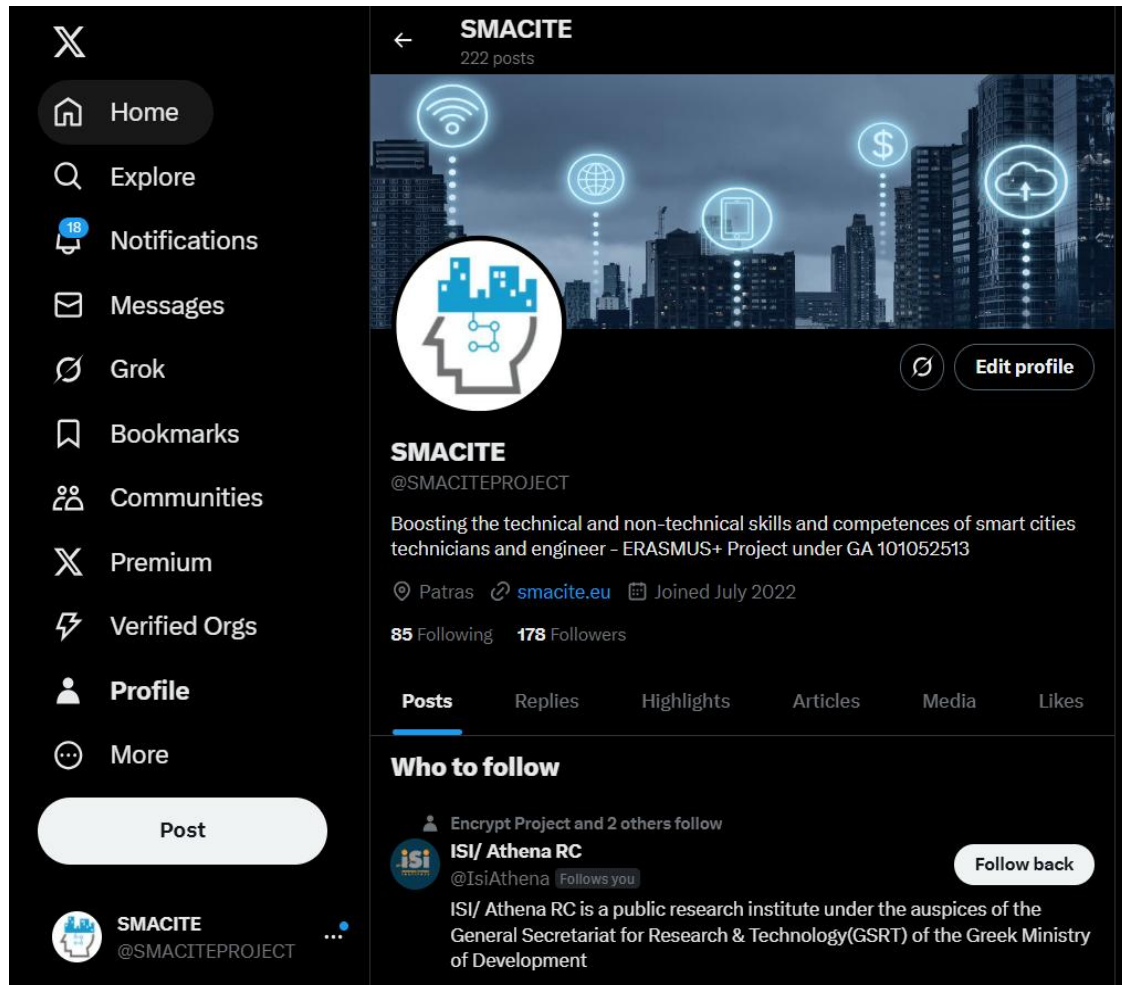 Home
Explore
18
Notifications
Messages
Grok
Bookmarks
Communities
Premium
Verified Orgs
Profile
More
Post
SMACITE
@SMACITEPROJECT
SMACITE
222 posts
$
Edit profile
SMACITE
@SMACITEPROJECT
Boosting the technical and non-technical skills and competences of smart cities
technicians and engineer - ERASMUS+ Project under GA 101052513
Patras smacite.eu Joined July 2022
85 Following 178 Followers
Posts Replies Highlights Articles Media Likes
Who to follow
Encrypt Project and 2 others follow
iSi
ISI/ Athena RC
@IsiAthena Follows you
Follow back
ISI/ Athena RC is a public research institute under the auspices of the
General Secretariat for Research & Technology(GSRT) of the Greek Ministry
of Development